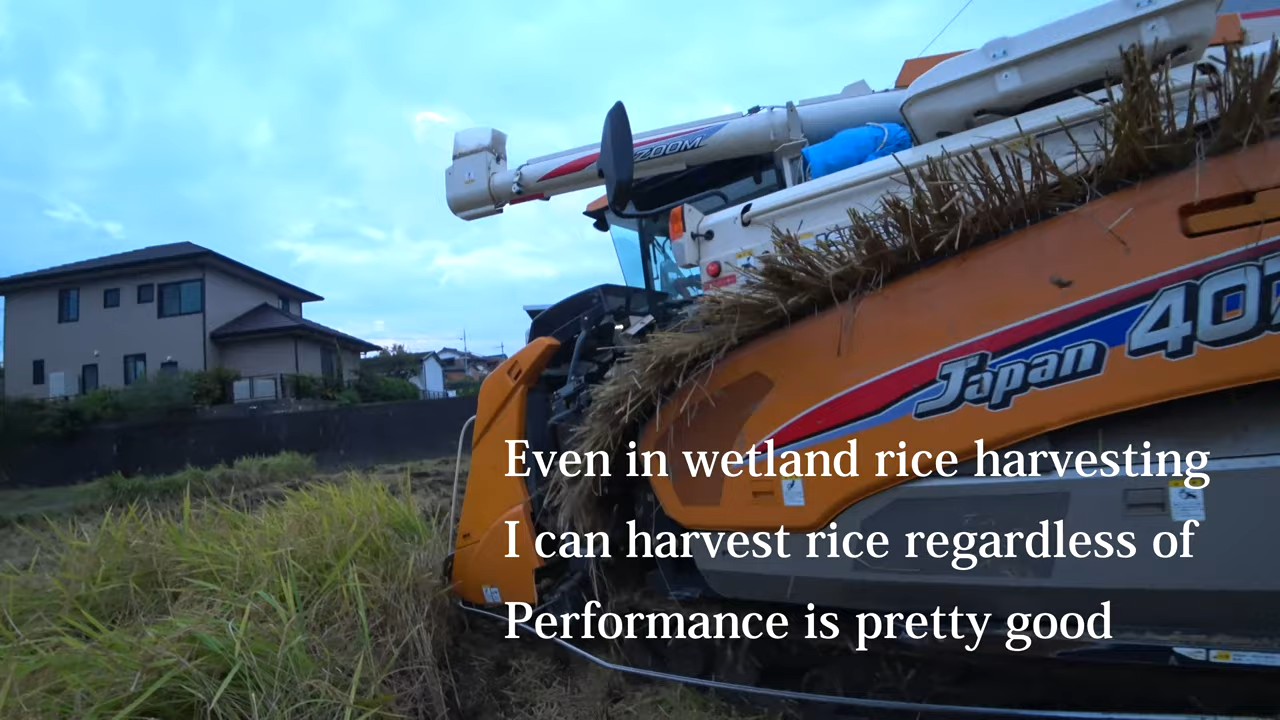 ZOOM
Japan 40
Even in wetland rice harvesting
I can harvest rice regardless of
Performance is pretty good